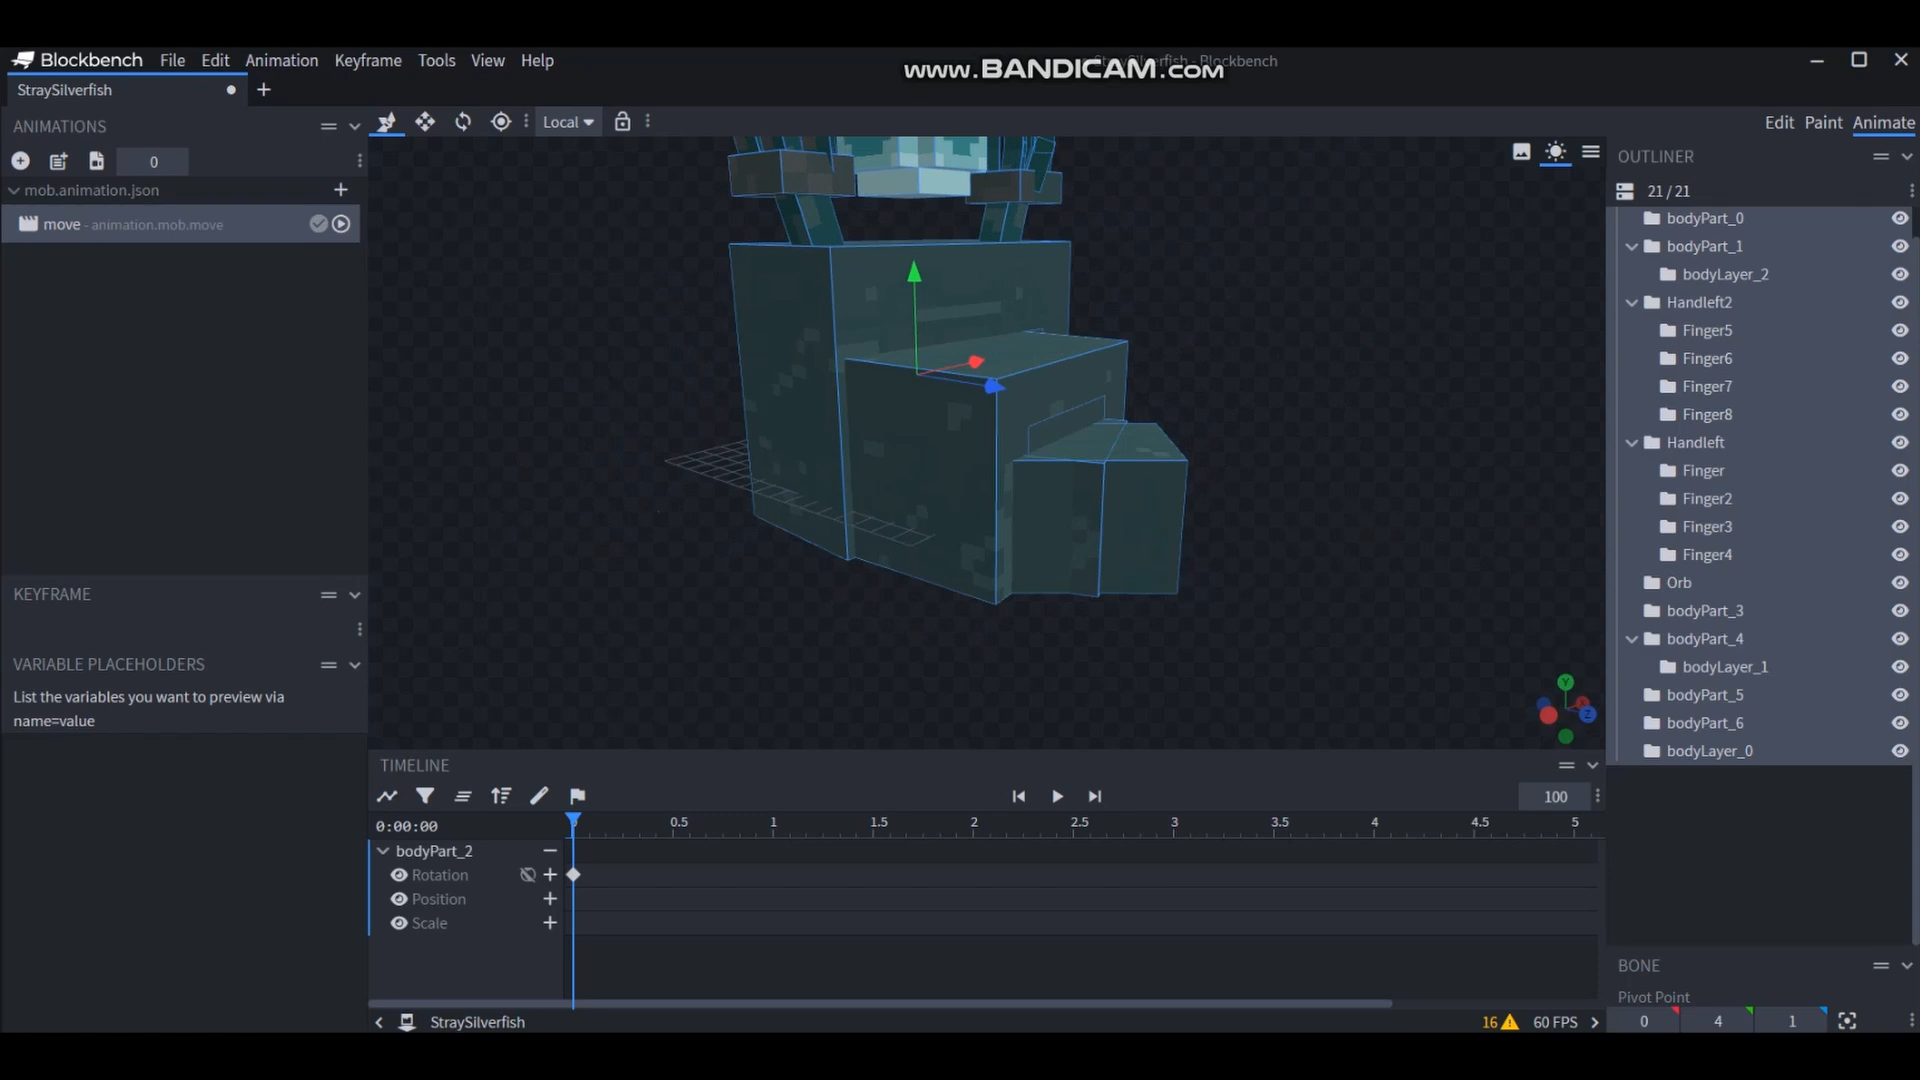 Blockbench File Edit Animation Keyframe Tools View Help
StraySilverfish - Blockbench
www.BANDICAM.com
StraySilverfish
ANIMATIONS
0
mob.animation.json
move - animation.mob.move
KEYFRAME
VARIABLE PLACEHOLDERS
List the variables you want to preview via
name=value
Local
Edit Paint Animate
OUTLINER
21 / 21
bodyPart_0
bodyPart_1
bodyLayer_2
Handleft2
Finger5
Finger6
Finger7
Finger8
Handleft
Finger
Finger2
Finger3
Finger4
Orb
bodyPart_3
bodyPart_4
bodyLayer_1
bodyPart_5
bodyPart_6
bodyLayer_0
Y
Z
TIMELINE
100
0:00:00
0.5 1 1.5 2 2.5 3 3.5 4 4.5 5
bodyPart_2
Rotation
Position
Scale
StraySilverfish
16 60 FPS
BONE
Pivot Point
0 4 1